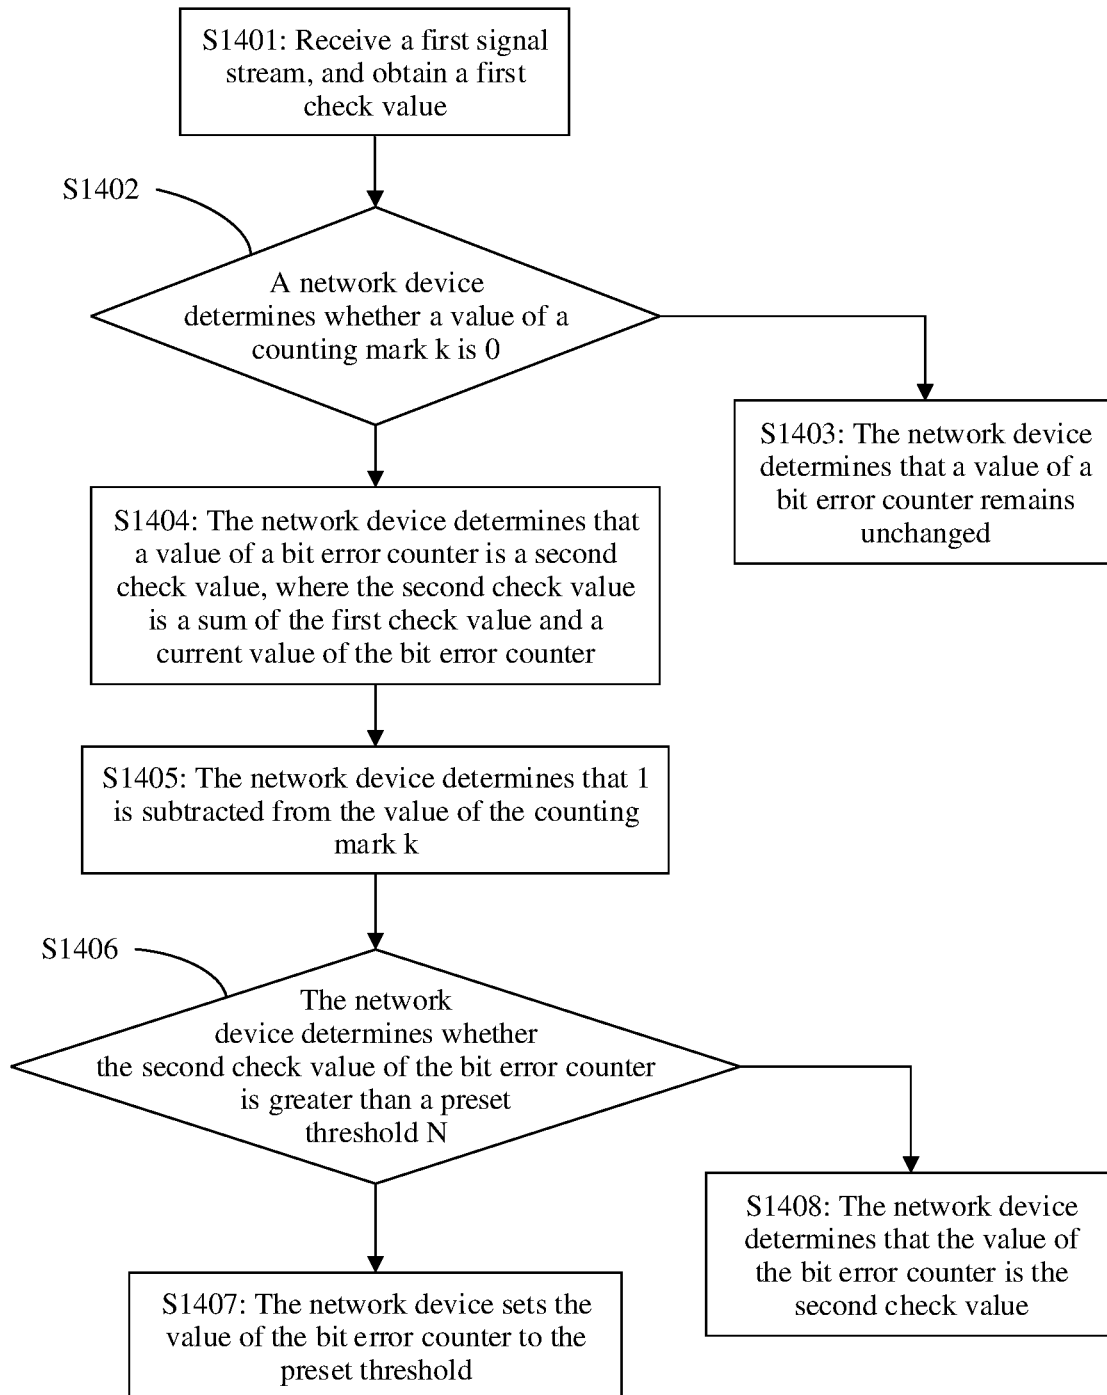 S1401: Receive a first signal
stream, and obtain a first
check value
S1402
A network device
determines whether a value of a
counting mark k is 0
S1403: The network device
determines that a value of a
bit error counter remains
unchanged
S1404: The network device determines that
a value of a bit error counter is a second
check value, where the second check value
is a sum of the first check value and a
current value of the bit error counter
S1405: The network device determines that 1
is subtracted from the value of the counting
mark k
S1406
The network
device determines whether
the second check value of the bit error counter
is greater than a preset
threshold N
S1408: The network device
determines that the value of
the bit error counter is the
second check value
S1407: The network device sets the
value of the bit error counter to the
preset threshold